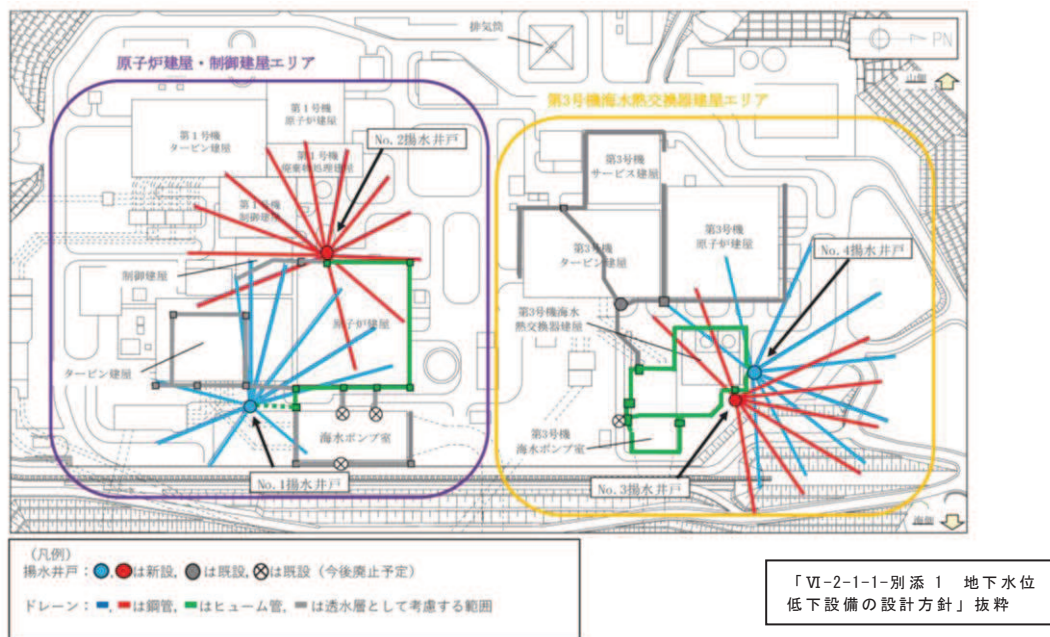 排気筒
PN
山側
原子炉建屋・制御建屋エリア
第3号機海水熱交換器建屋エリア
第1号機
原子炉建屋
第1号機
タービン建屋
No.2揚水井戸
第1号機
廃棄物処理建屋
第3号機
サービス建屋
第1号機
制御建屋
第3号機
原子炉建屋
第3号機
タービン建屋
No.4揚水井戸
制御建屋
原子炉建屋
第3号機海水
熱交換器建屋
タービン建屋
海水ポンプ室
第3号機
海水ポンプ室
No.1揚水井戸
No.3揚水井戸
海側
(凡例)
揚水井戸:●,●は新設,●は既設,⊗は既設(今後廃止予定)
ドレーン:■,■は鋼管,■はヒューム管,■は透水層として考慮する範囲
「Ⅵ-2-1-1-別添 1 地下水位
低下設備の設計方針」抜粋